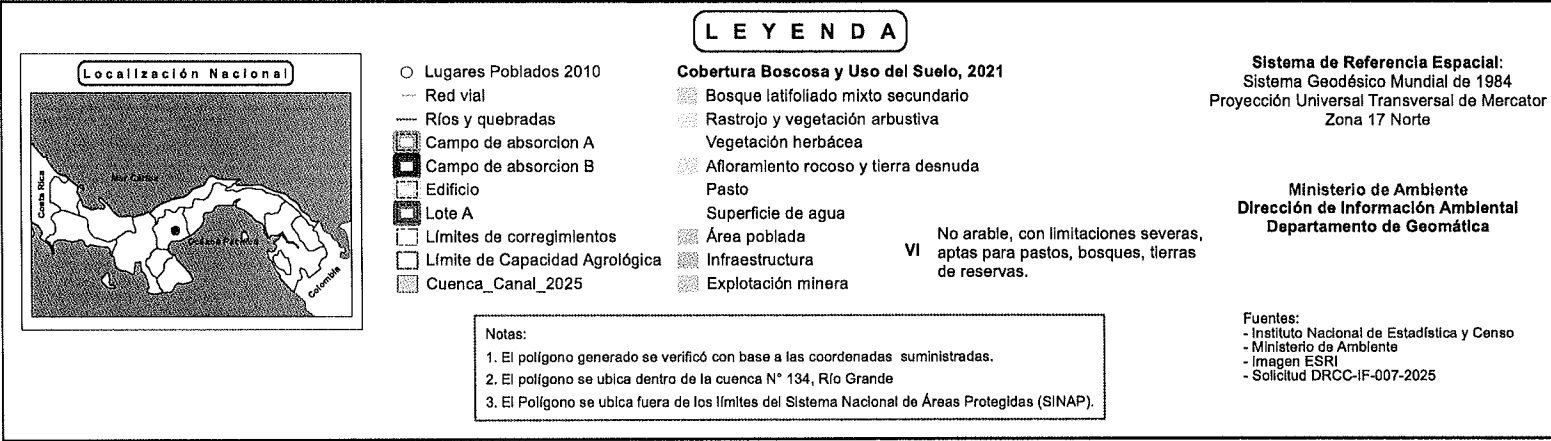 LEYENDA
Localización Nacional
Costa Rica
Mar Caribe
Océano Pacífico
Colombia
Lugares Poblados 2010
Red vial
Ríos y quebradas
Campo de absorcion A
Campo de absorcion B
Edificio
Lote A
Límites de corregimientos
Límite de Capacidad Agrológica
Cuenca_Canal_2025
Cobertura Boscosa y Uso del Suelo, 2021
Bosque latifoliado mixto secundario
Rastrojo y vegetación arbustiva
Vegetación herbácea
Afloramiento rocoso y tierra desnuda
Pasto
Superficie de agua
Área poblada
Infraestructura
Explotación minera
VI No arable, con limitaciones severas,
aptas para pastos, bosques, tierras
de reservas.
Sistema de Referencia Espacial:
Sistema Geodésico Mundial de 1984
Proyección Universal Transversal de Mercator
Zona 17 Norte
Ministerio de Ambiente
Dirección de Información Ambiental
Departamento de Geomática
Fuentes:
- Instituto Nacional de Estadística y Censo
- Ministerio de Ambiente
- Imagen ESRI
- Solicitud DRCC-IF-007-2025
Notas:
1. El polígono generado se verificó con base a las coordenadas suministradas.
2. El polígono se ubica dentro de la cuenca N° 134, Río Grande
3. El Polígono se ubica fuera de los límites del Sistema Nacional de Áreas Protegidas (SINAP).